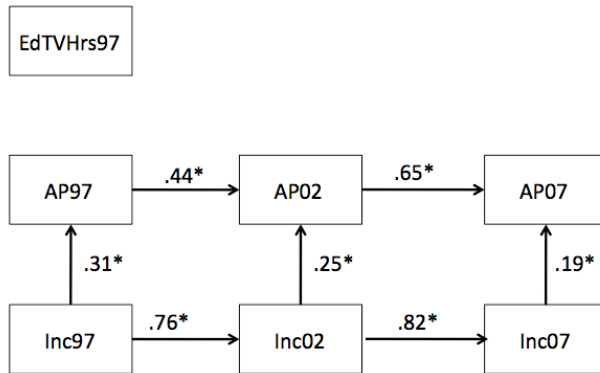 EdTVHrs97
AP97
.44*
AP02
.65*
AP07
.31*
.25*
.19*
Inc97
.76*
Inc02
.82*
Inc07